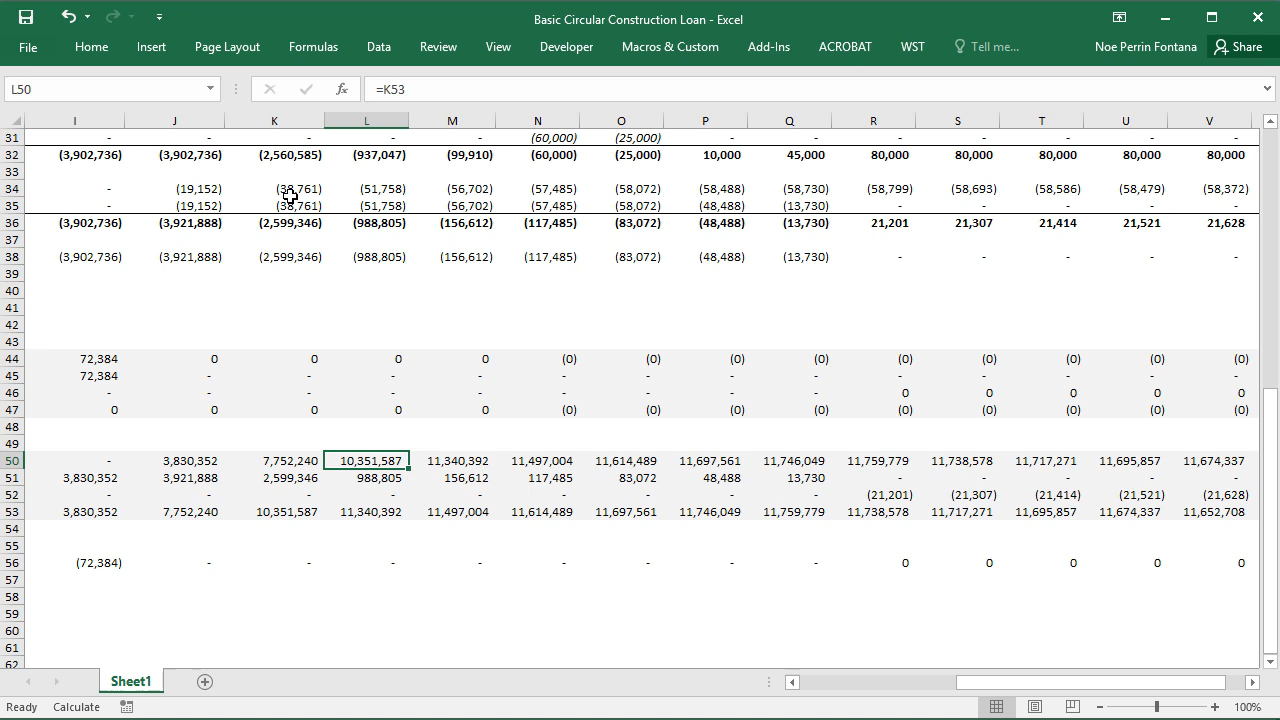 Basic Circular Construction Loan - Excel
File Home Insert Page Layout Formulas Data Review View Developer Macros & Custom Add-Ins ACROBAT WST Tell me... Noe Perrin Fontana Share
L50 fx =K53
I J K L M N O P Q R S T U V
31 - - - - - (60,000) (25,000) - - - - - - -
32 (3,902,736) (3,902,736) (2,560,585) (937,047) (99,910) (60,000) (25,000) 10,000 45,000 80,000 80,000 80,000 80,000 80,000
33
34 - (19,152) (38,761) (51,758) (56,702) (57,485) (58,072) (58,488) (58,730) (58,799) (58,693) (58,586) (58,479) (58,372)
35 - (19,152) (38,761) (51,758) (56,702) (57,485) (58,072) (48,488) (13,730) - - - - -
36 (3,902,736) (3,921,888) (2,599,346) (988,805) (156,612) (117,485) (83,072) (48,488) (13,730) 21,201 21,307 21,414 21,521 21,628
37
38 (3,902,736) (3,921,888) (2,599,346) (988,805) (156,612) (117,485) (83,072) (48,488) (13,730) - - - - -
39
40
41
42
43
44 72,384 0 0 0 0 (0) (0) (0) (0) (0) (0) (0) (0) (0)
45 72,384 - - - - - - - - - - - - -
46 - - - - - - - - - 0 0 0 0 0
47 0 0 0 0 0 (0) (0) (0) (0) (0) (0) (0) (0) (0)
48
49
50 - 3,830,352 7,752,240 10,351,587 11,340,392 11,497,004 11,614,489 11,697,561 11,746,049 11,759,779 11,738,578 11,717,271 11,695,857 11,674,337
51 3,830,352 3,921,888 2,599,346 988,805 156,612 117,485 83,072 48,488 13,730 - - - - -
52 - - - - - - - - - (21,201) (21,307) (21,414) (21,521) (21,628)
53 3,830,352 7,752,240 10,351,587 11,340,392 11,497,004 11,614,489 11,697,561 11,746,049 11,759,779 11,738,578 11,717,271 11,695,857 11,674,337 11,652,708
54
55
56 (72,384) - - - - - - - - 0 0 0 0 0
57
58
59
60
61
62
Sheet1
Ready Calculate 100%